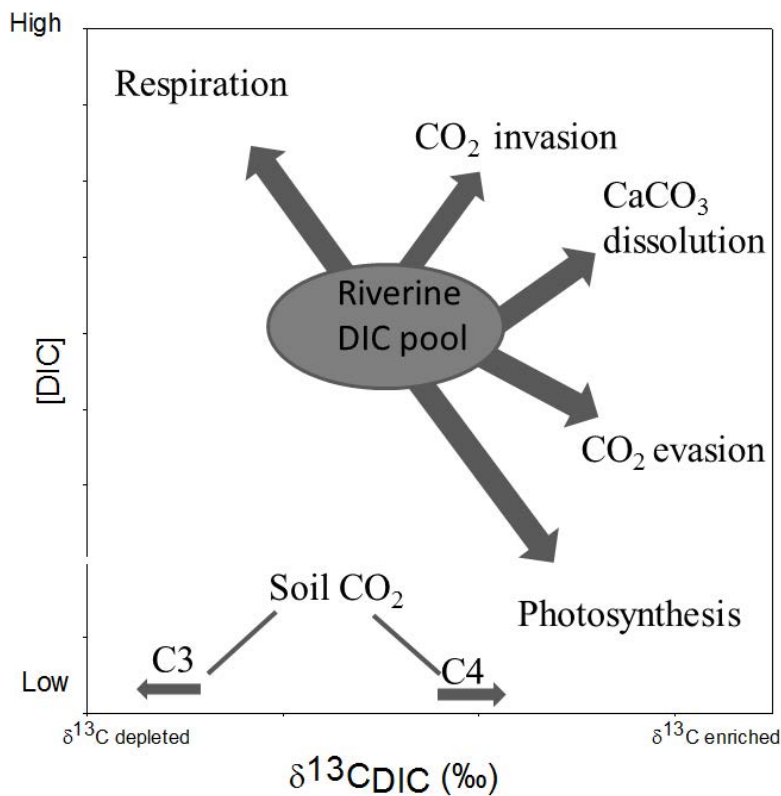 High
Respiration
CO₂ invasion
CaCO₃
dissolution
Riverine
DIC pool
[DIC]
CO₂ evasion
Soil CO₂
Photosynthesis
C3
C4
Low
δ¹³C depleted
δ¹³C enriched
δ¹³CDIC (‰)